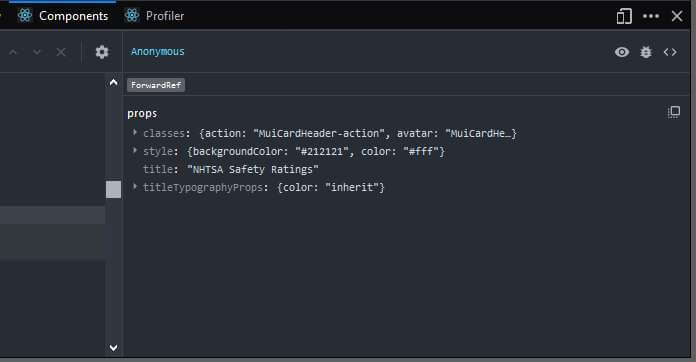 Components Profiler
Anonymous
ForwardRef
props
classes: {action: "MuiCardHeader-action", avatar: "MuiCardHe…}
style: {backgroundColor: "#212121", color: "#fff"}
title: "NHTSA Safety Ratings"
titleTypographyProps: {color: "inherit"}